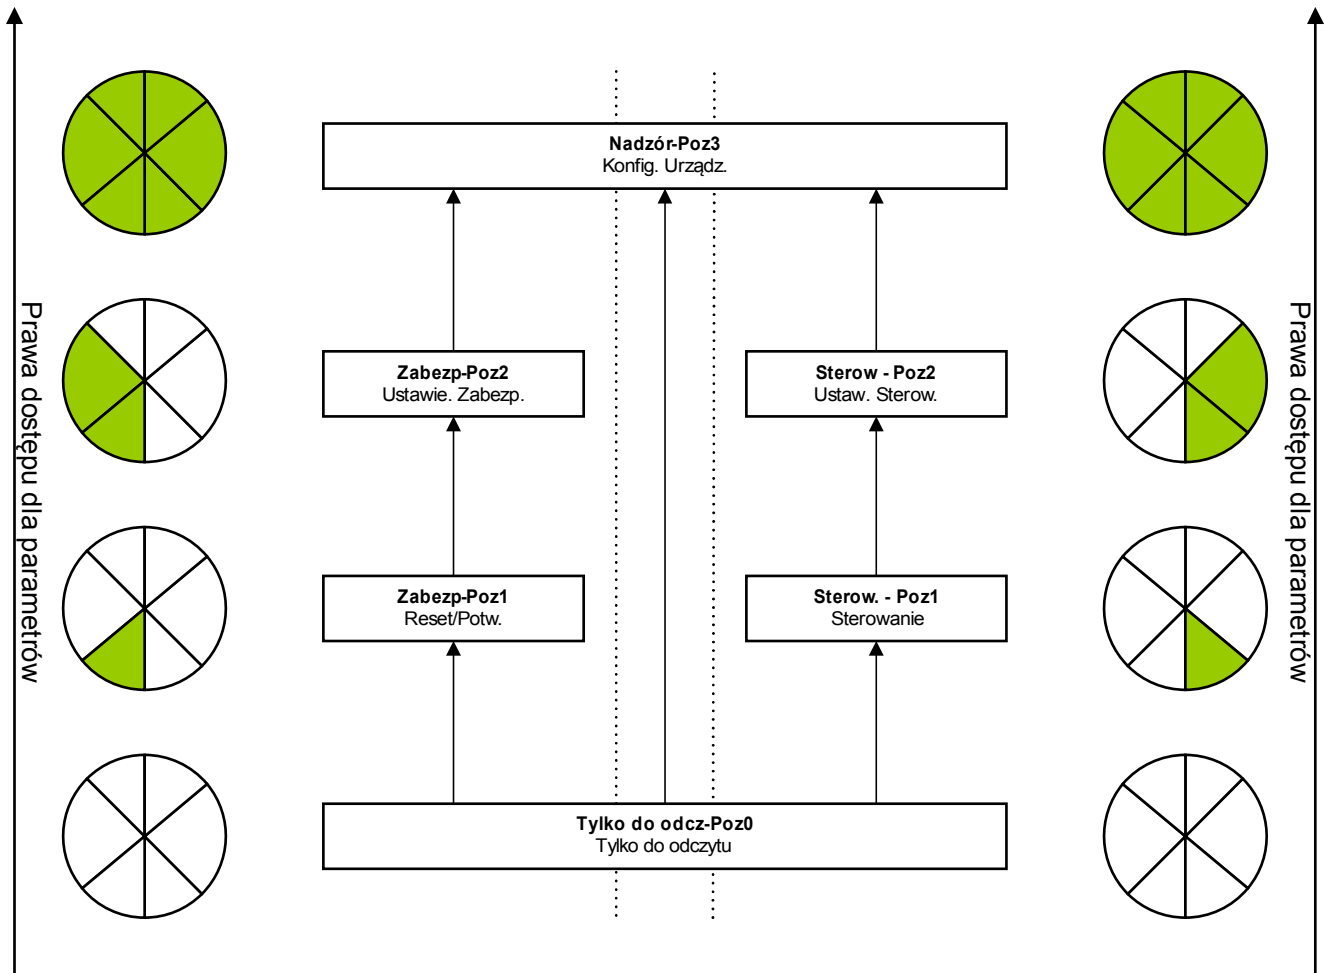 Prawa dostępu dla parametrów
Nadzór-Poz3
Konfig. Urządz.
Zabezp-Poz2
Ustawie. Zabezp.
Sterow - Poz2
Ustaw. Sterow.
Zabezp-Poz1
Reset/Potw.
Sterow. - Poz1
Sterowanie
Tylko do odcz-Poz0
Tylko do odczytu
Prawa dostępu dla parametrów